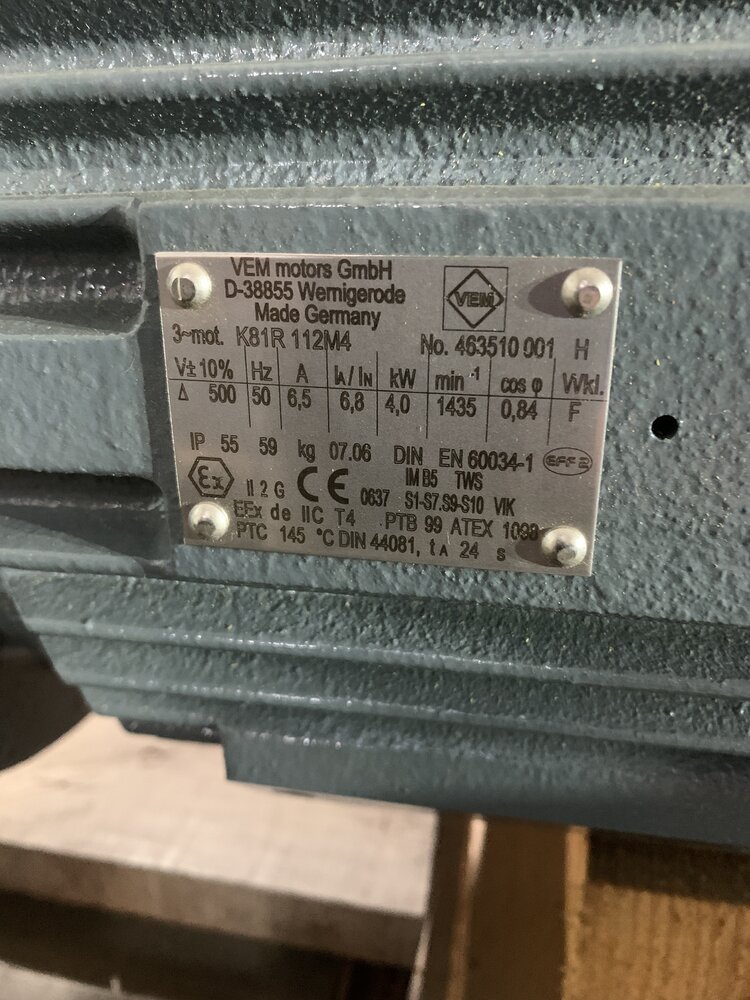 VEM motors GmbH
D-38855 Wernigerode
Made Germany
VEM
3~mot. K81R 112M4 No. 463510 001 H
V± 10% Hz A IA/IN kW min⁻¹ cos φ Wkl.
Δ 500 50 6,5 6,8 4,0 1435 0,84 F
IP 55 59 kg 07.06 DIN EN 60034-1 EFF 2
IM B5 TWS
Ex II 2 G CE 0637 S1-S7.S9-S10 VIK
EEx de IIC T4 PTB 99 ATEX
PTC 145 °C DIN 44081, tA 24 s